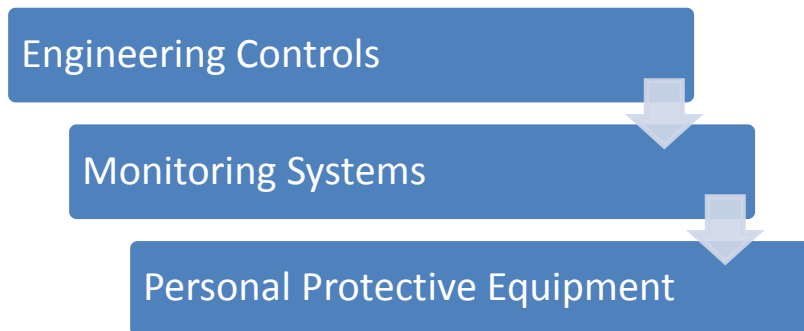 Engineering Controls
Monitoring Systems
Personal Protective Equipment